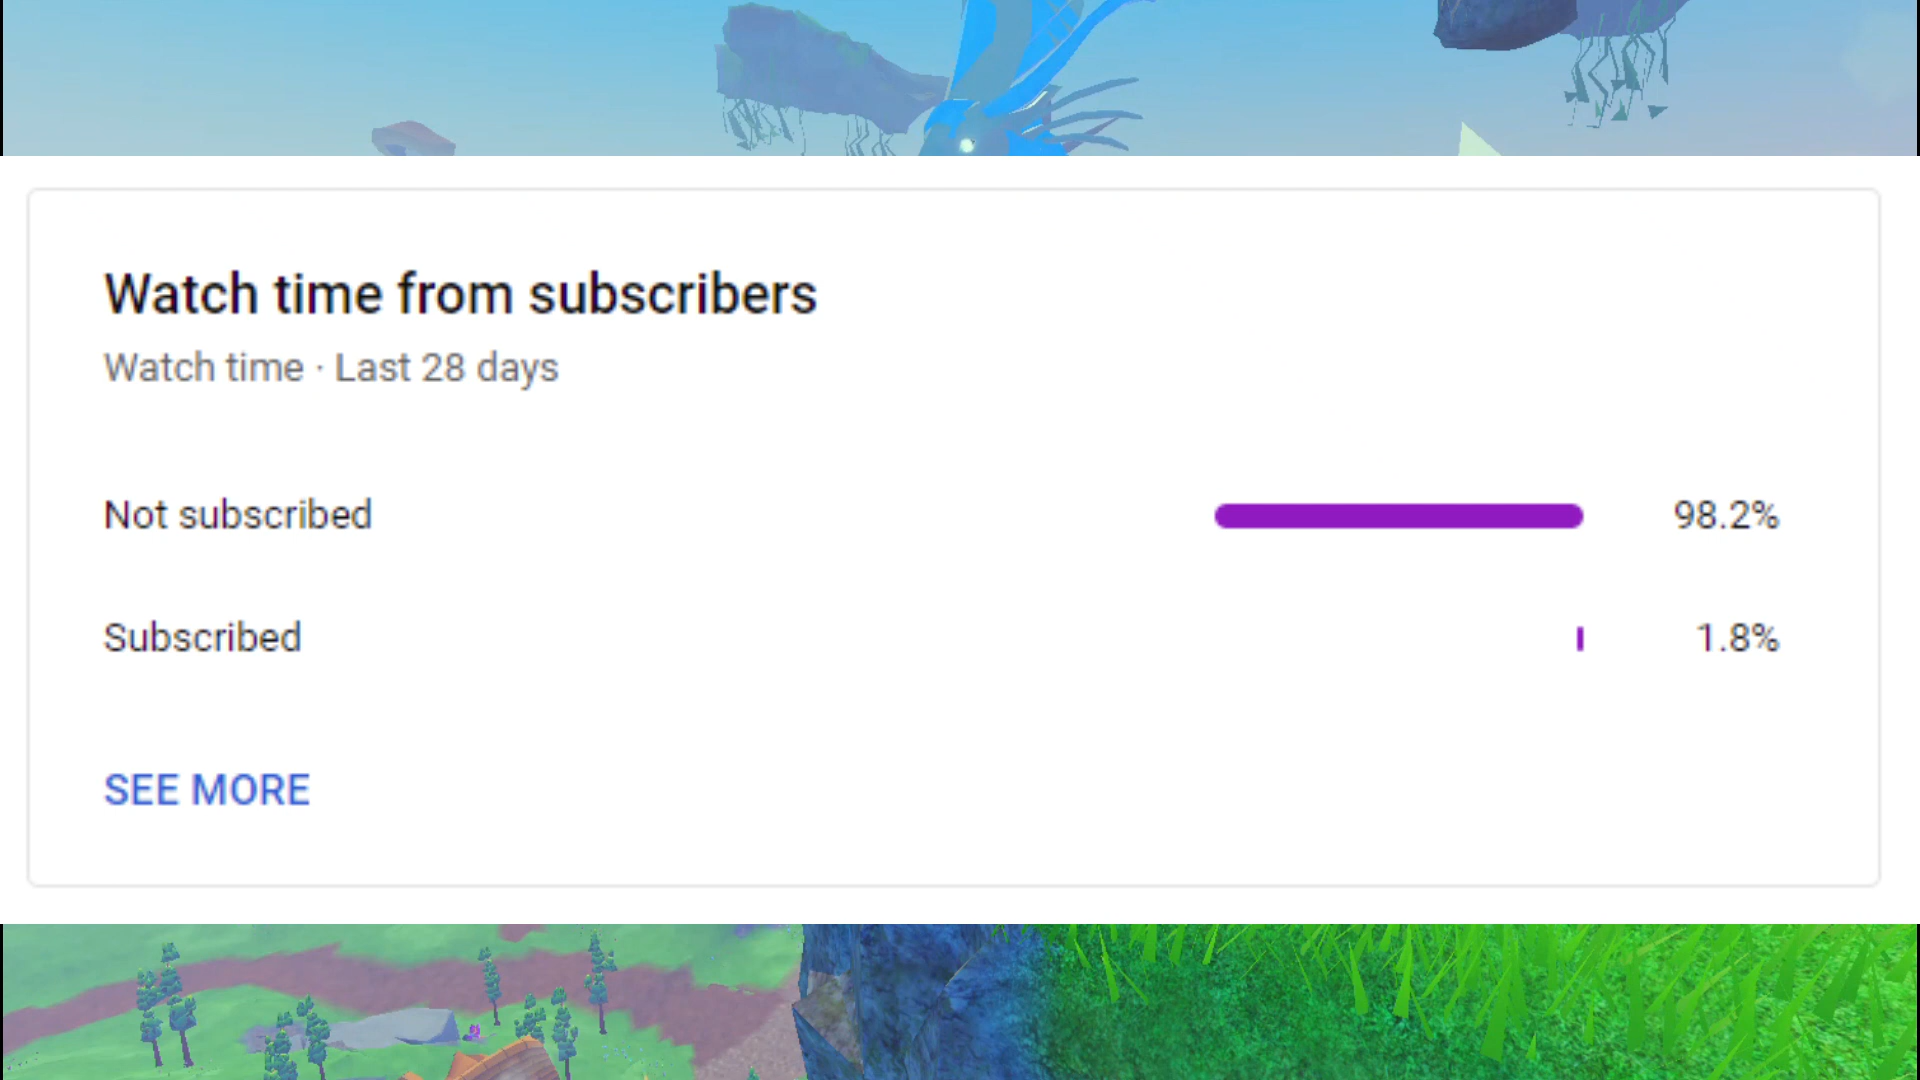 Watch time from subscribers
Watch time · Last 28 days
Not subscribed 98.2%
Subscribed 1.8%
SEE MORE